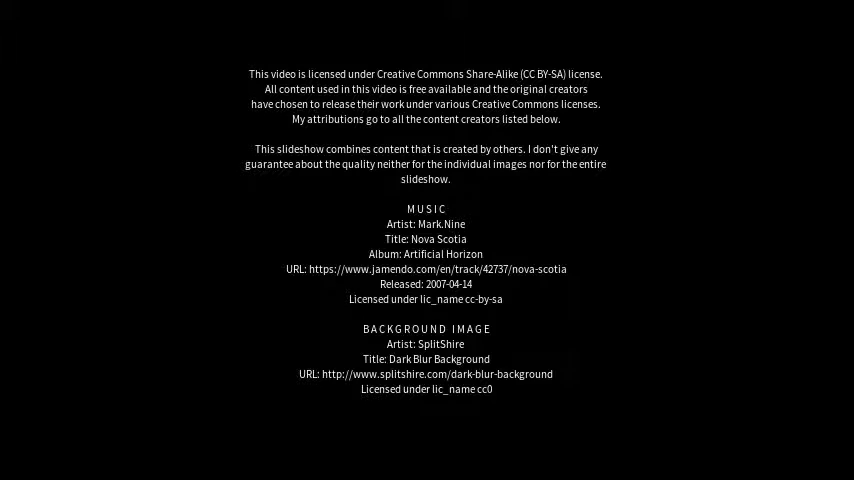 This video is licensed under Creative Commons Share-Alike (CC BY-SA) license.
All content used in this video is free available and the original creators
have chosen to release their work under various Creative Commons licenses.
My attributions go to all the content creators listed below.
This slideshow combines content that is created by others. I don't give any
guarantee about the quality neither for the individual images nor for the entire
slideshow.
MUSIC
Artist: Mark.Nine
Title: Nova Scotia
Album: Artificial Horizon
URL: https://www.jamendo.com/en/track/42737/nova-scotia
Released: 2007-04-14
Licensed under lic_name cc-by-sa
BACKGROUND IMAGE
Artist: SplitShire
Title: Dark Blur Background
URL: http://www.splitshire.com/dark-blur-background
Licensed under lic_name cc0